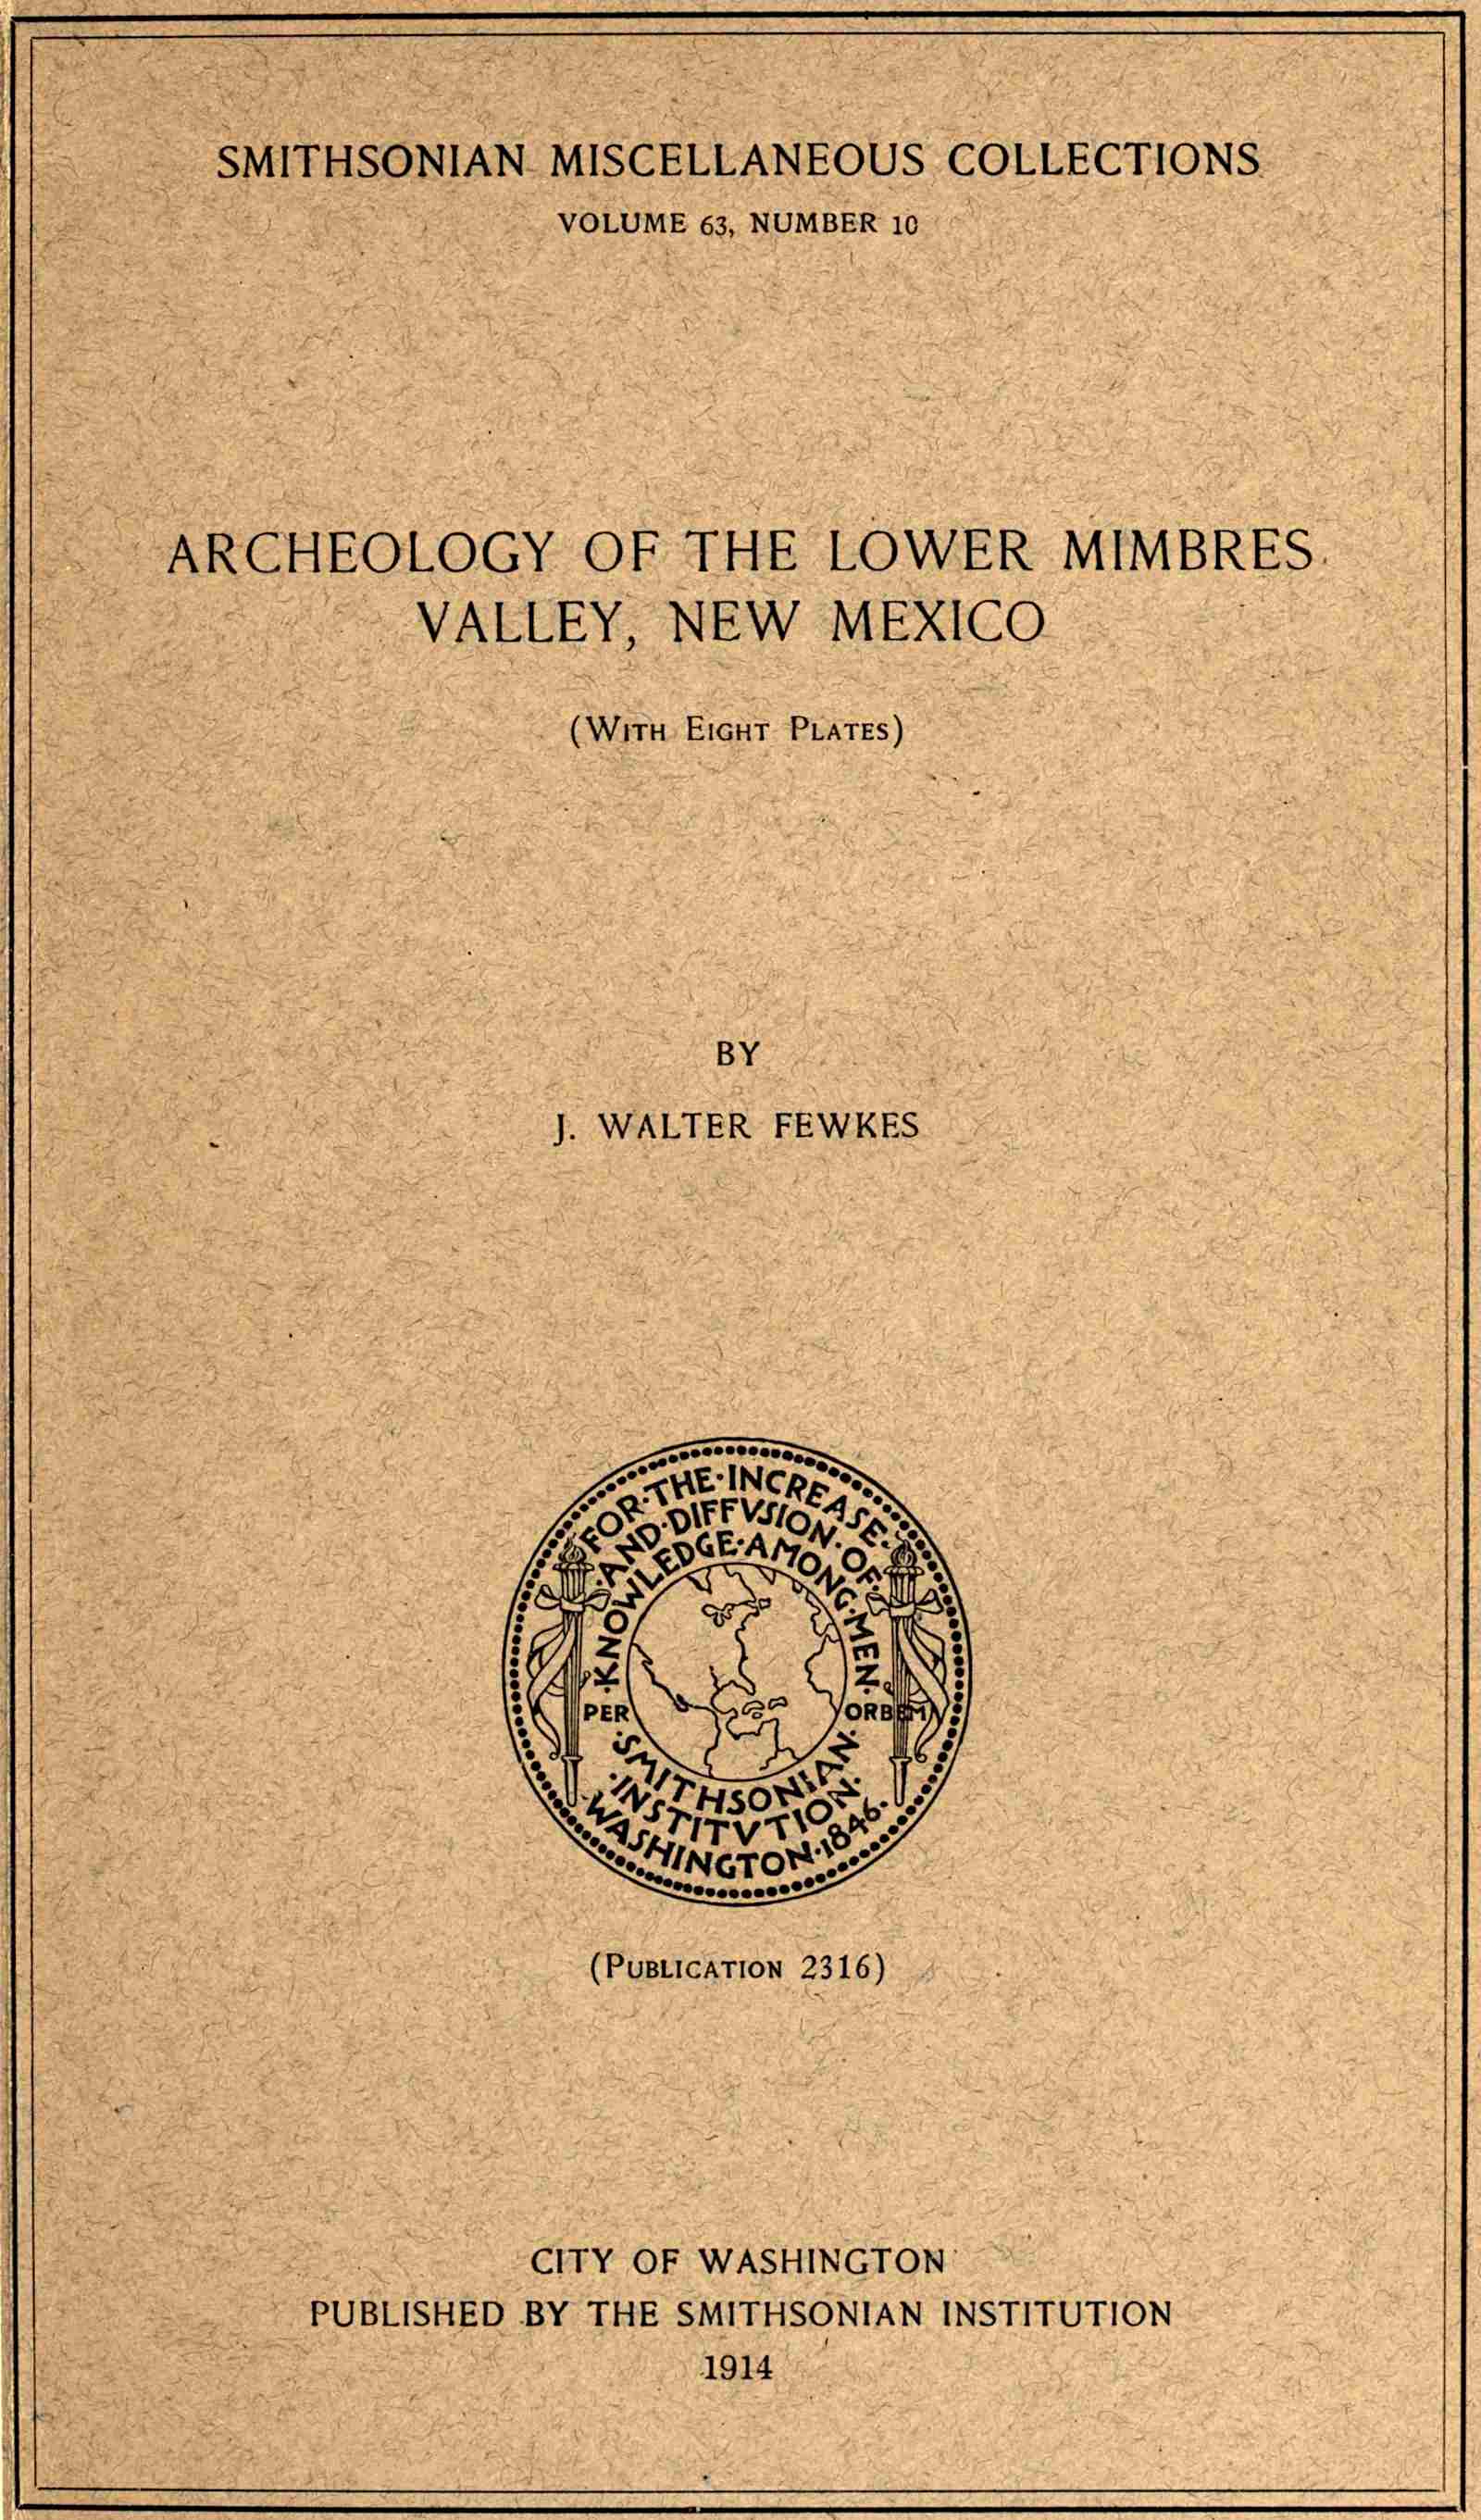 SMITHSONIAN MISCELLANEOUS COLLECTIONS
VOLUME 63, NUMBER 10
ARCHEOLOGY OF THE LOWER MIMBRES
VALLEY, NEW MEXICO
(WITH EIGHT PLATES)
BY
J. WALTER FEWKES
FOR·THE·INCREASE·
·AND·DIFFVSION·OF·
·KNOWLEDGE·AMONG·MEN·
PER ORBEM
·SMITHSONIAN·
·INSTITVTION·
·WASHINGTON·1846·
(PUBLICATION 2316)
CITY OF WASHINGTON
PUBLISHED BY THE SMITHSONIAN INSTITUTION
1914